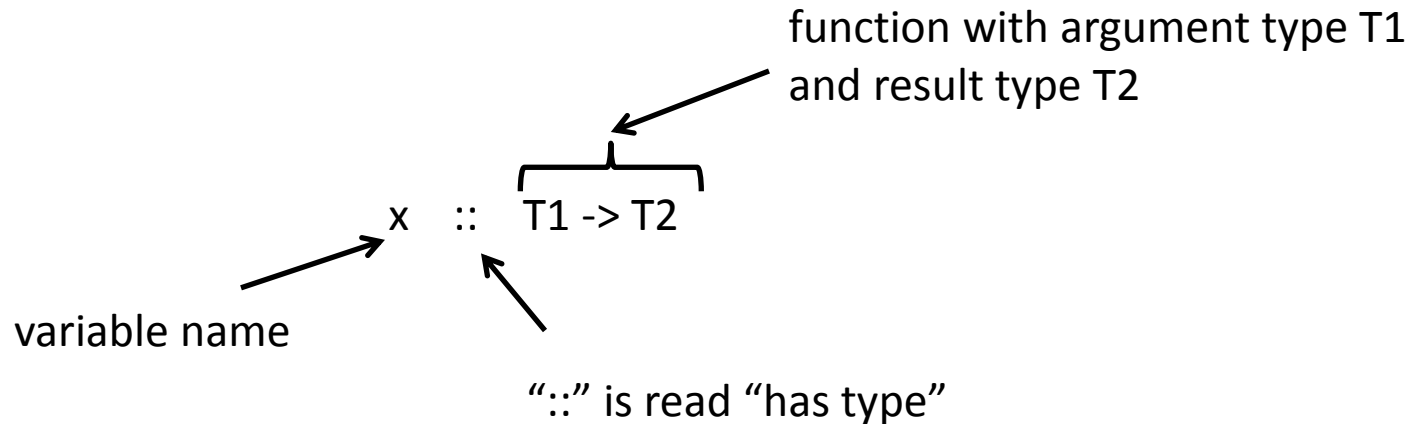 function with argument type T1
and result type T2
x :: T1 -> T2
variable name
“::” is read “has type”